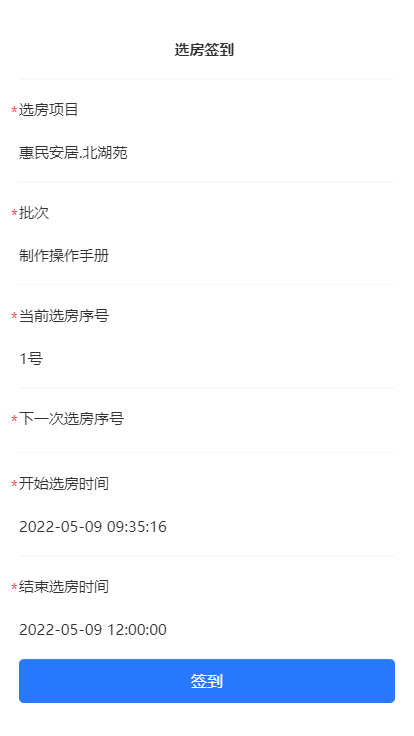 选房签到
*选房项目
惠民安居.北湖苑
*批次
制作操作手册
*当前选房序号
1号
*下一次选房序号
*开始选房时间
2022-05-09 09:35:16
*结束选房时间
2022-05-09 12:00:00
签到